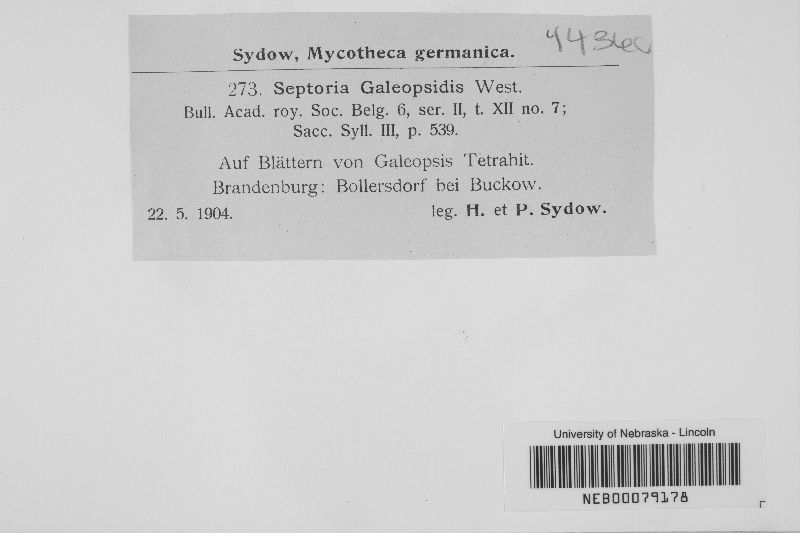 Sydow, Mycotheca germanica.
273. Septoria Galeopsidis West.
Bull. Acad. roy. Soc. Belg. 6, ser. II, t. XII no. 7;
Sacc. Syll. III, p. 539.
Auf Blättern von Galeopsis Tetrahit.
Brandenburg: Bollersdorf bei Buckow.
22. 5. 1904. leg. H. et P. Sydow.
University of Nebraska - Lincoln
NEB00079178